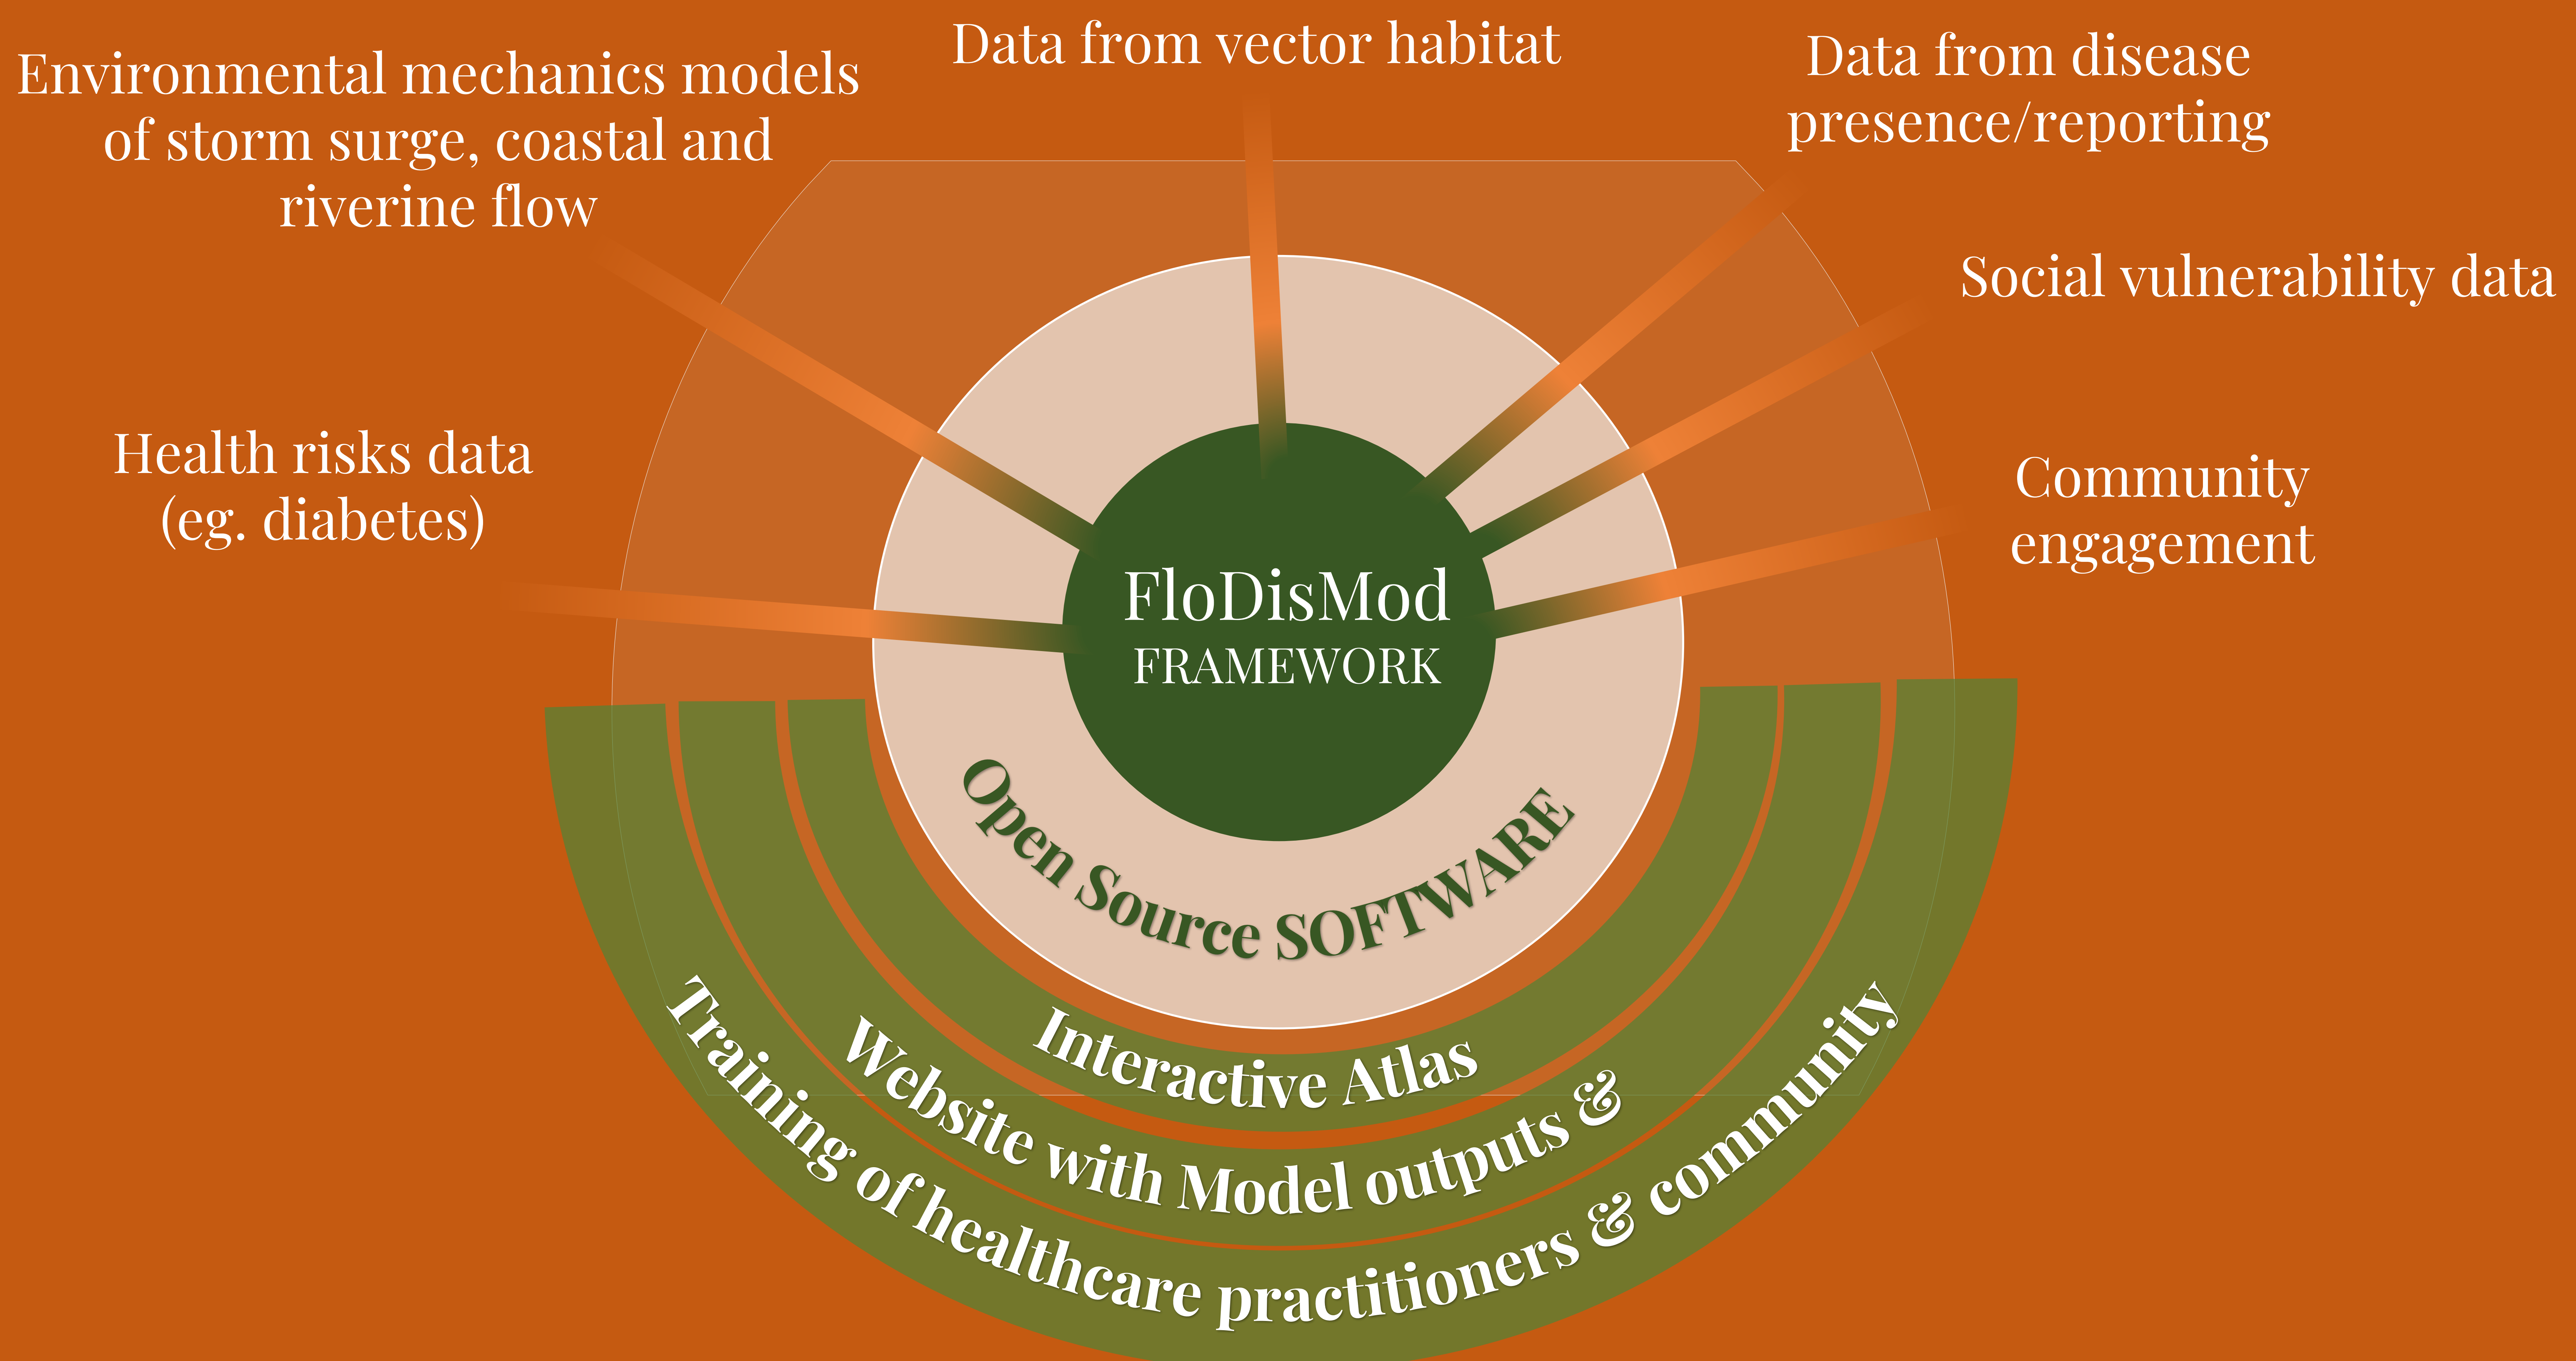 Data from vector habitat
Environmental mechanics models
of storm surge, coastal and
riverine flow
Data from disease
presence/reporting
Social vulnerability data
Health risks data
(eg. diabetes)
Community
engagement
FloDisMod
FRAMEWORK
Open Source SOFTWARE
Interactive Atlas
Website with Model outputs &
Training of healthcare practitioners & community